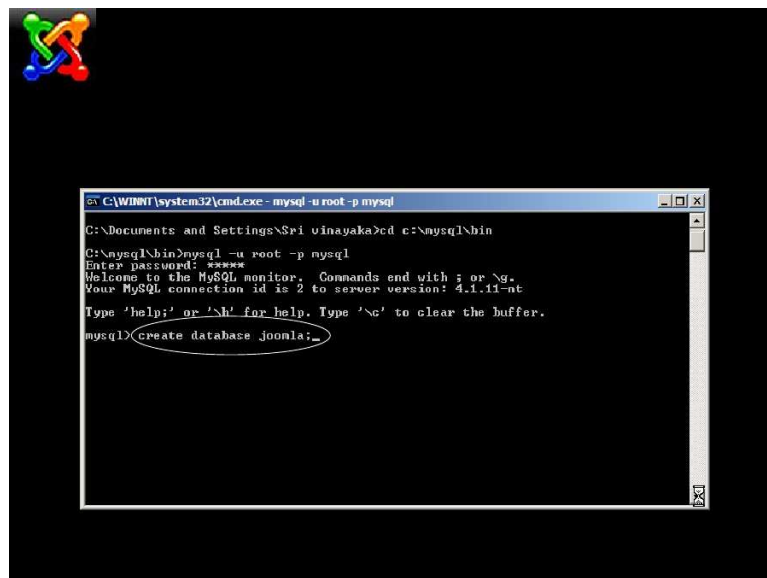 C:\WINNT\system32\cmd.exe - mysql -u root -p mysql
C:\Documents and Settings\Sri vinayaka>cd c:\mysql\bin
C:\mysql\bin>mysql -u root -p mysql
Enter password: *****
Welcome to the MySQL monitor.  Commands end with ; or \g.
Your MySQL connection id is 2 to server version: 4.1.11-nt
Type 'help;' or '\h' for help. Type '\c' to clear the buffer.
mysql>create database joomla;_